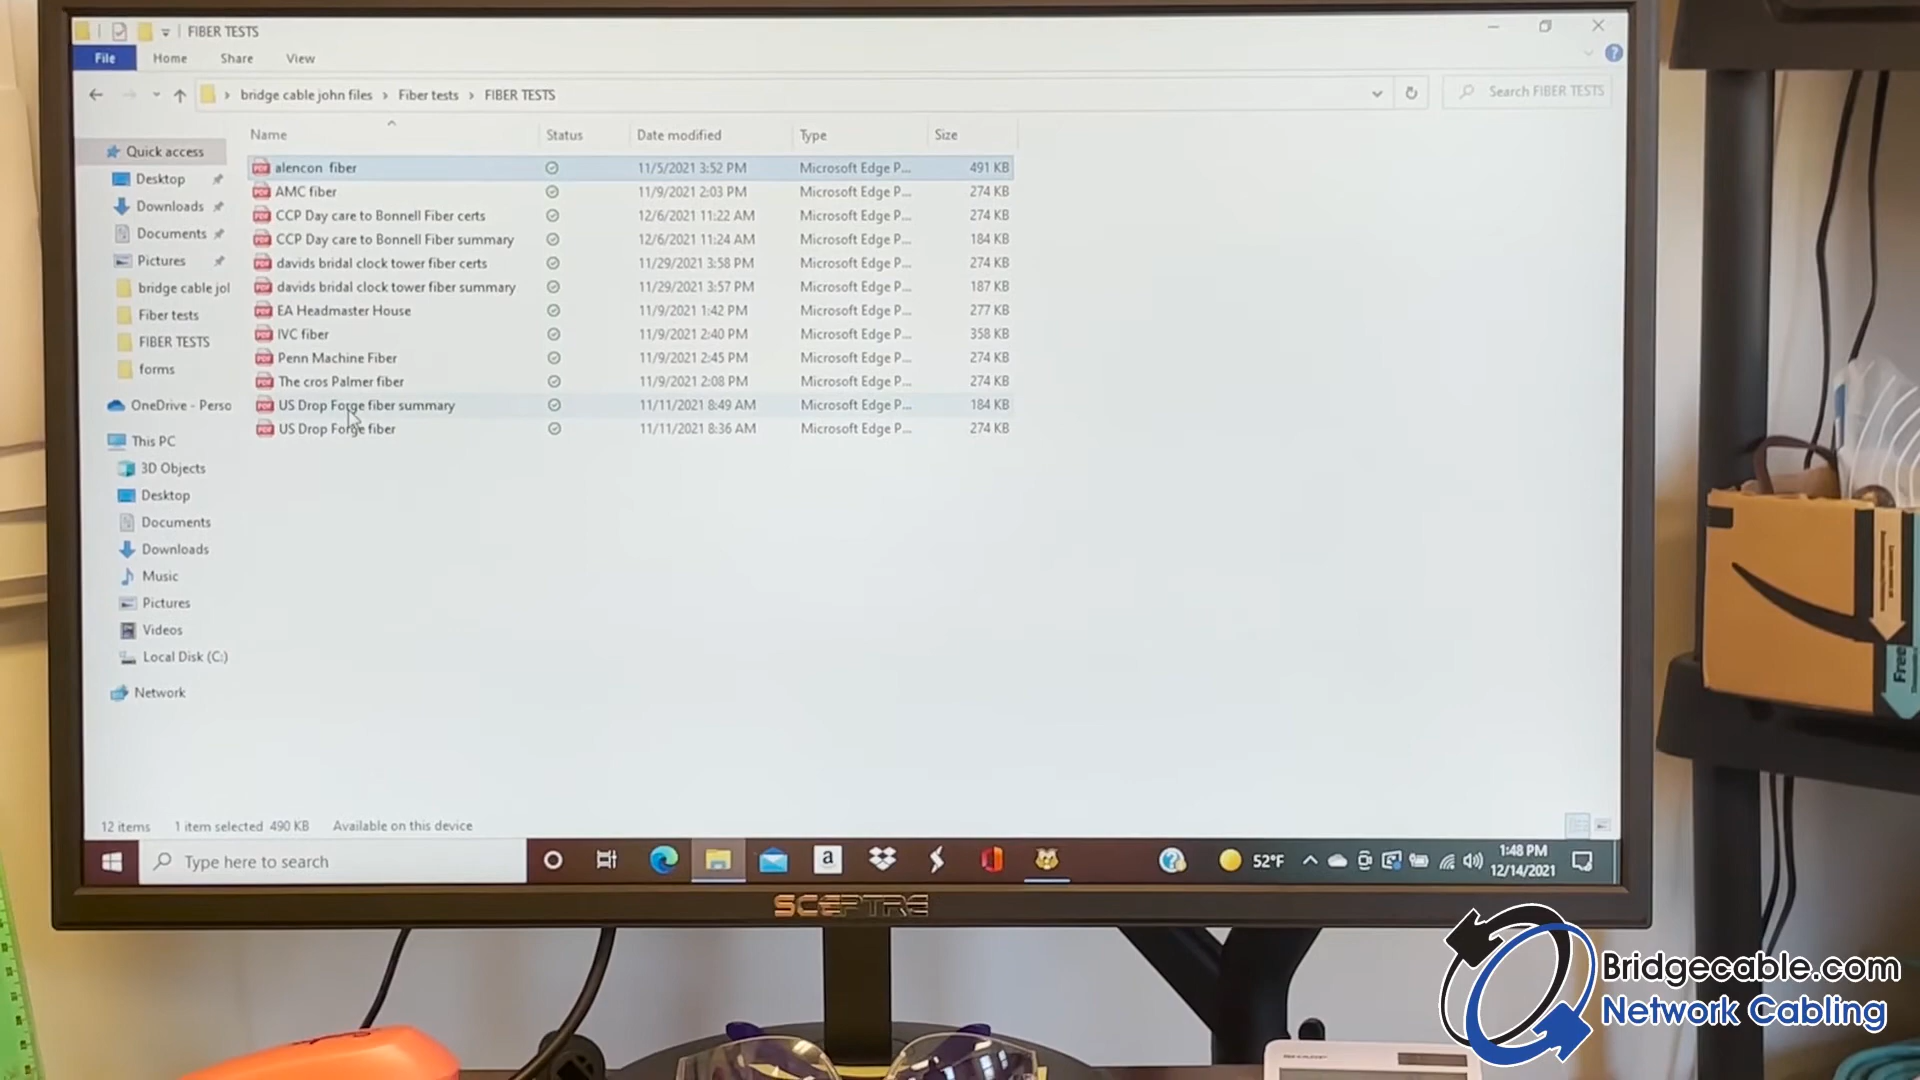 FIBER TESTS
File Home Share View
bridge cable john files > Fiber tests > FIBER TESTS Search FIBER TESTS
Name Status Date modified Type Size
Quick access
Desktop
Downloads
Documents
Pictures
bridge cable jol
Fiber tests
FIBER TESTS
forms
OneDrive - Perso
This PC
3D Objects
Desktop
Documents
Downloads
Music
Pictures
Videos
Local Disk (C:)
Network
alencon fiber 11/5/2021 3:52 PM Microsoft Edge P... 491 KB
AMC fiber 11/9/2021 2:03 PM Microsoft Edge P... 274 KB
CCP Day care to Bonnell Fiber certs 12/6/2021 11:22 AM Microsoft Edge P... 274 KB
CCP Day care to Bonnell Fiber summary 12/6/2021 11:24 AM Microsoft Edge P... 184 KB
davids bridal clock tower fiber certs 11/29/2021 3:58 PM Microsoft Edge P... 274 KB
davids bridal clock tower fiber summary 11/29/2021 3:57 PM Microsoft Edge P... 187 KB
EA Headmaster House 11/9/2021 1:42 PM Microsoft Edge P... 277 KB
IVC fiber 11/9/2021 2:40 PM Microsoft Edge P... 358 KB
Penn Machine Fiber 11/9/2021 2:45 PM Microsoft Edge P... 274 KB
The cros Palmer fiber 11/9/2021 2:08 PM Microsoft Edge P... 274 KB
US Drop Forge fiber summary 11/11/2021 8:49 AM Microsoft Edge P... 184 KB
US Drop Forge fiber 11/11/2021 8:36 AM Microsoft Edge P... 274 KB
12 items 1 item selected 490 KB Available on this device
Type here to search
52°F
1:48 PM
12/14/2021
SCEPTRE
Free
Bridgecable.com
Network Cabling